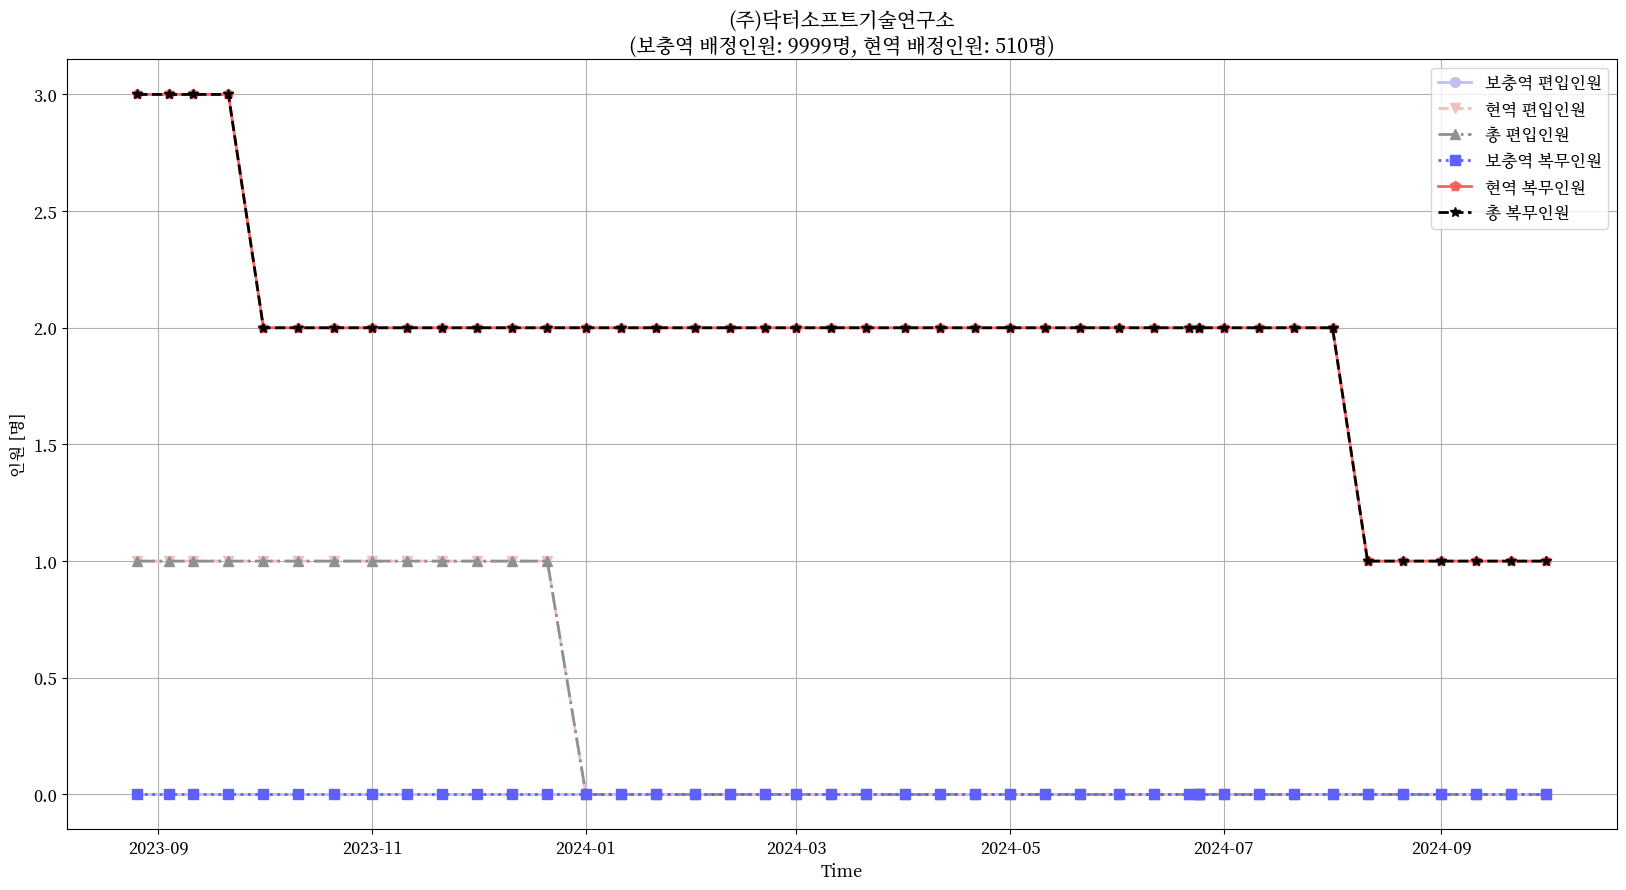 (주)닥터소프트기술연구소
(보충역 배정인원: 9999명, 현역 배정인원: 510명)
보충역 편입인원
현역 편입인원
총 편입인원
보충역 복무인원
현역 복무인원
총 복무인원
인원 [명]
3.0
2.5
2.0
1.5
1.0
0.5
0.0
2023-09 2023-11 2024-01 2024-03 2024-05 2024-07 2024-09
Time